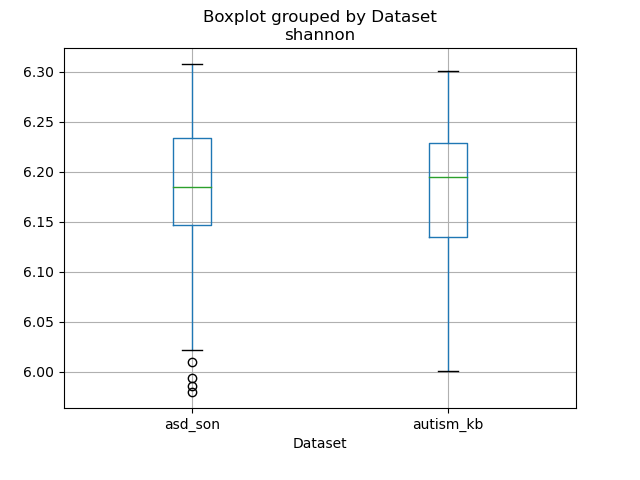 Boxplot grouped by Dataset
shannon
6.30
6.25
6.20
6.15
6.10
6.05
6.00
asd_son
autism_kb
Dataset